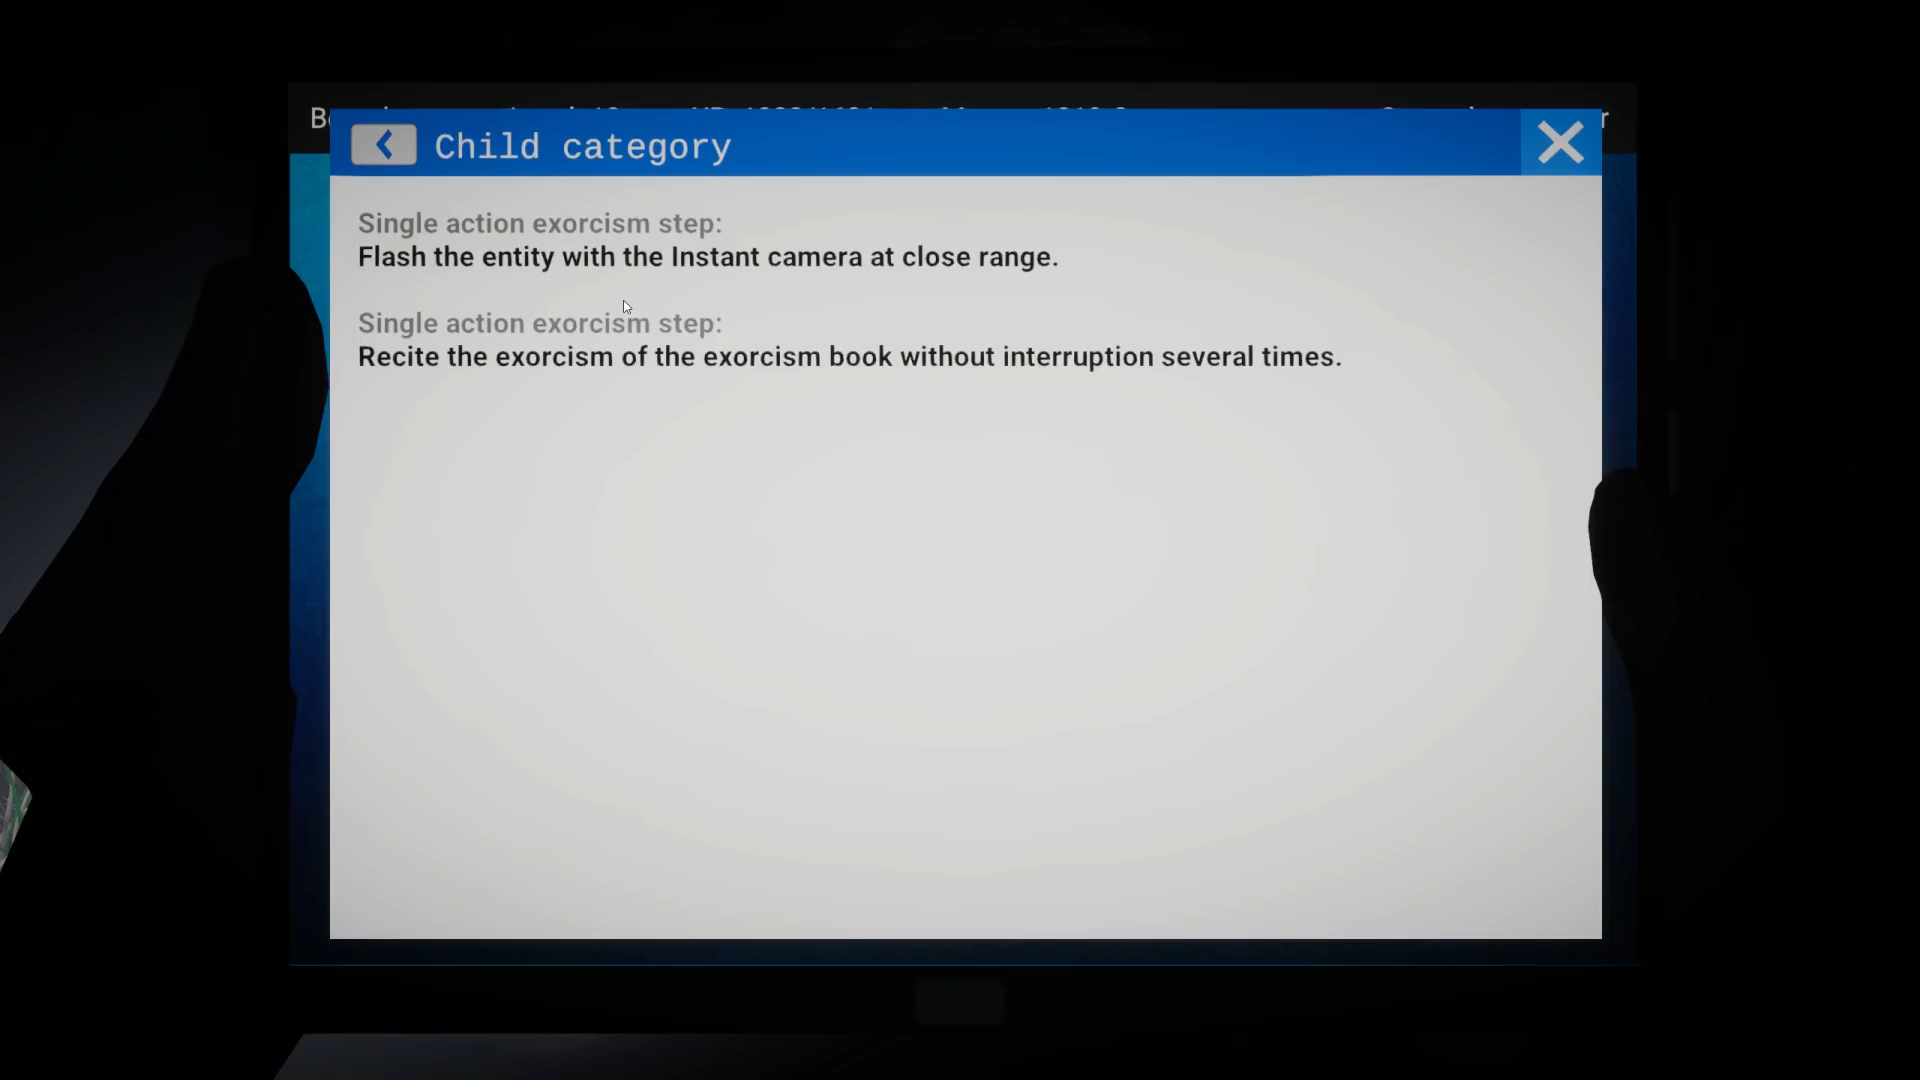 Child category
Single action exorcism step:
Flash the entity with the Instant camera at close range.
Single action exorcism step:
Recite the exorcism of the exorcism book without interruption several times.